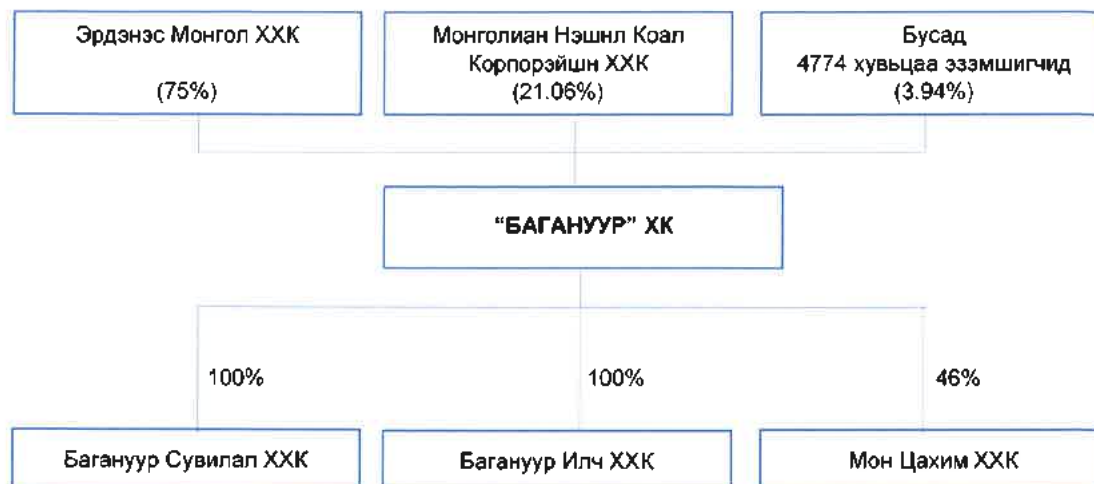 Эрдэнэс Монгол ХХК
(75%)
Монголиан Нэшнл Коал
Корпорэйшн ХХК
(21.06%)
Бусад
4774 хувьцаа эзэмшигчид
(3.94%)
“БАГАНУУР” ХК
100%
100%
46%
Багануур Сувилал ХХК
Багануур Илч ХХК
Мон Цахим ХХК